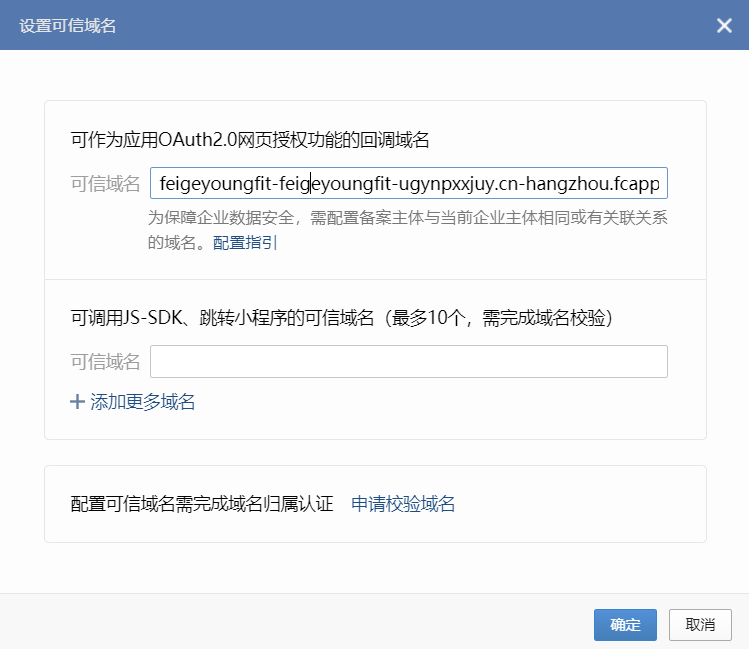 设置可信域名
可作为应用OAuth2.0网页授权功能的回调域名
可信域名 feigeyoungfit-feigeyoungfit-ugynpxxjuy.cn-hangzhou.fcapp
为保障企业数据安全，需配置备案主体与当前企业主体相同或有关联关系
的域名。配置指引
可调用JS-SDK、跳转小程序的可信域名（最多10个，需完成域名校验）
可信域名
添加更多域名
配置可信域名需完成域名归属认证 申请校验域名
确定 取消